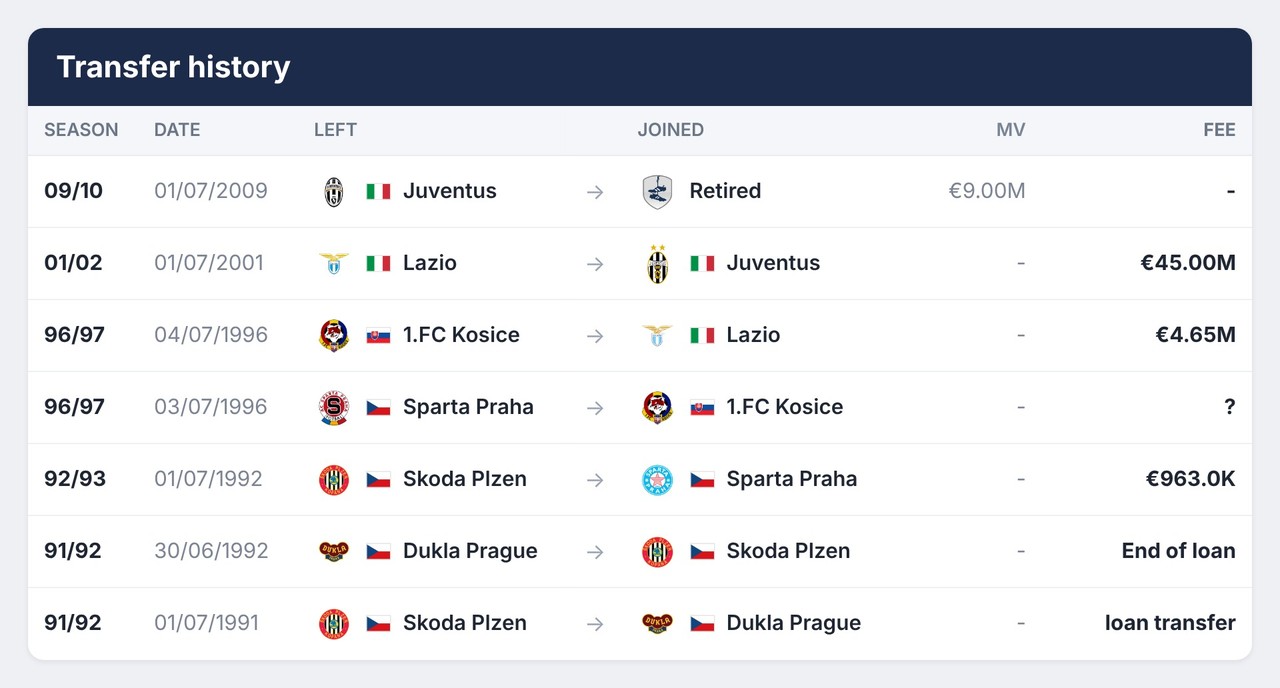 Transfer history
SEASON DATE LEFT JOINED MV FEE
09/10 01/07/2009 Juventus → Retired €9.00M -
01/02 01/07/2001 Lazio → Juventus - €45.00M
96/97 04/07/1996 1.FC Kosice → Lazio - €4.65M
96/97 03/07/1996 Sparta Praha → 1.FC Kosice - ?
92/93 01/07/1992 Skoda Plzen → Sparta Praha - €963.0K
91/92 30/06/1992 Dukla Prague → Skoda Plzen - End of loan
91/92 01/07/1991 Skoda Plzen → Dukla Prague - loan transfer